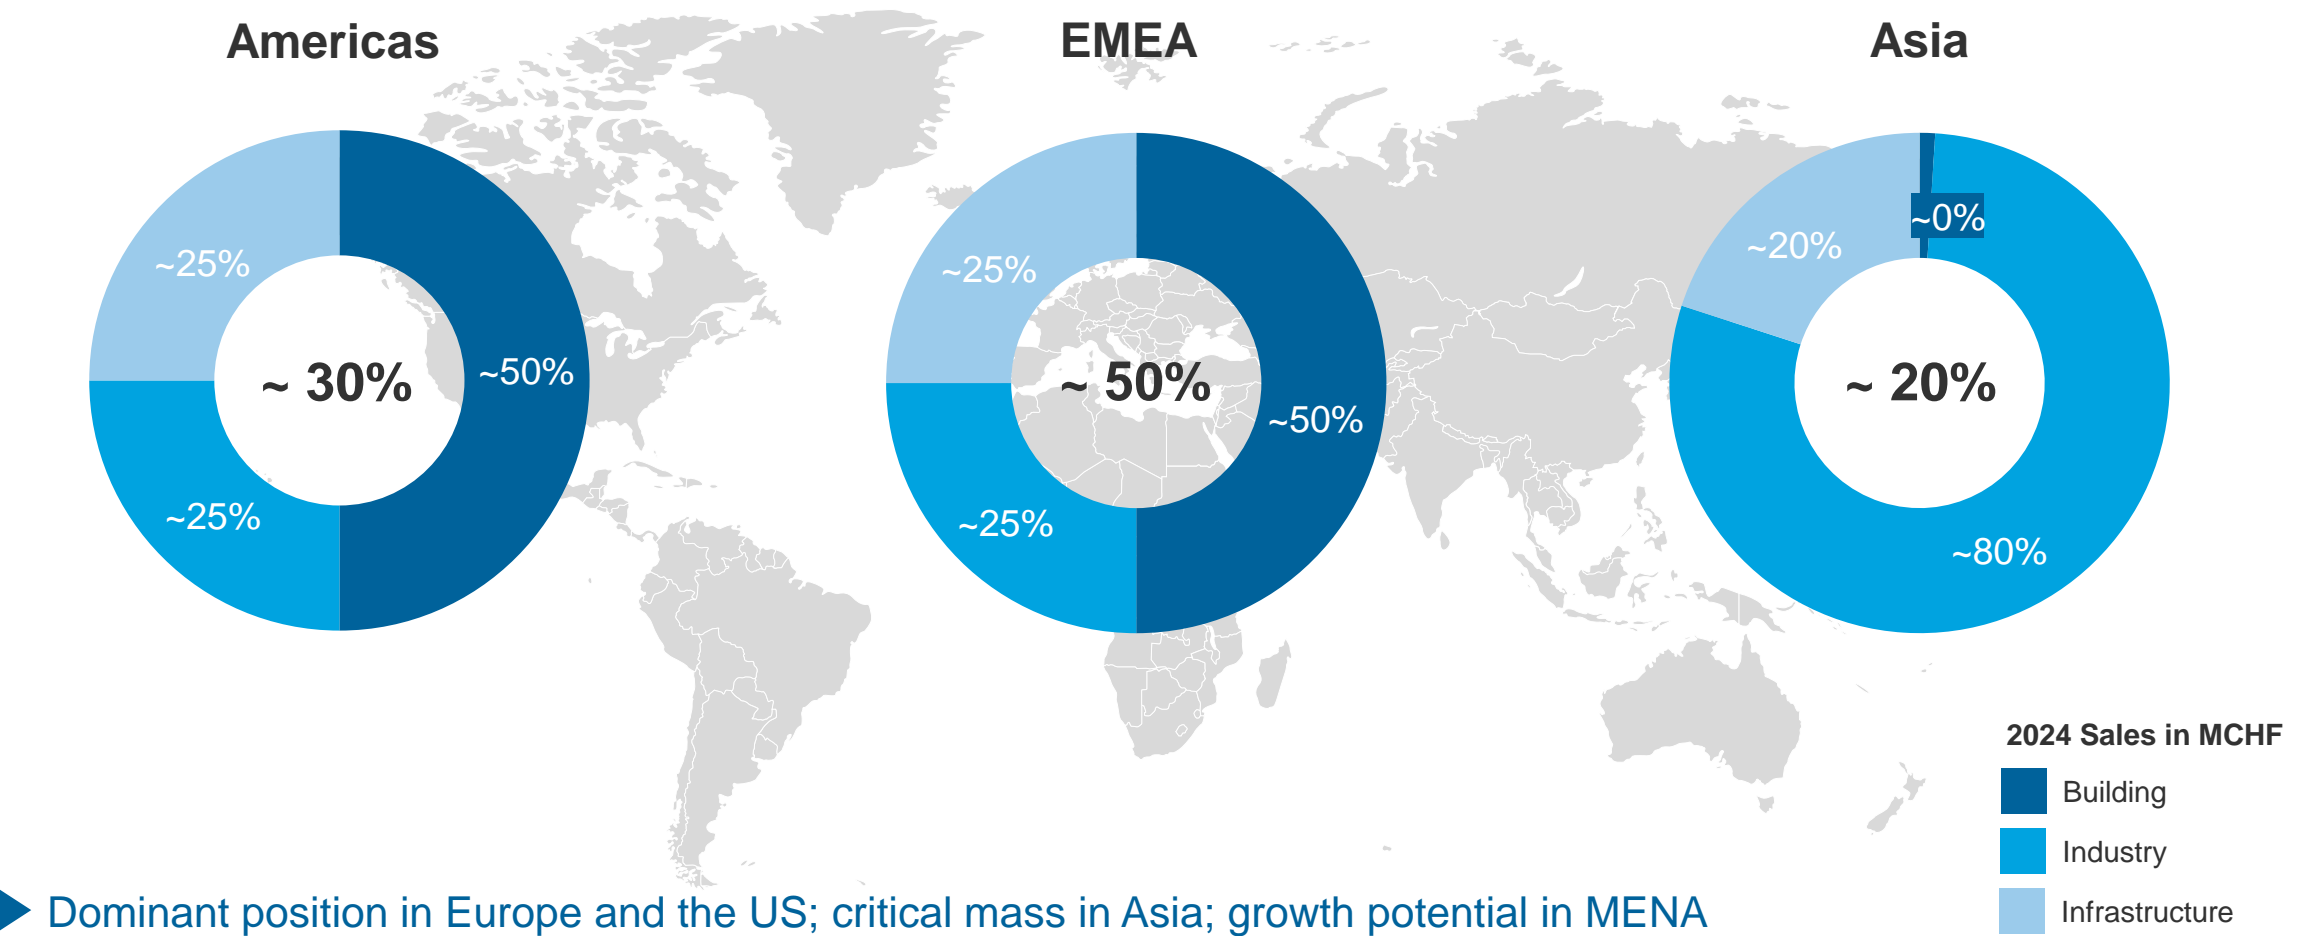 Americas
EMEA
Asia
~25%
~50%
~25%
~ 30%
~25%
~50%
~25%
~ 50%
~0%
~20%
~80%
~ 20%
2024 Sales in MCHF
Building
Industry
Infrastructure
Dominant position in Europe and the US; critical mass in Asia; growth potential in MENA